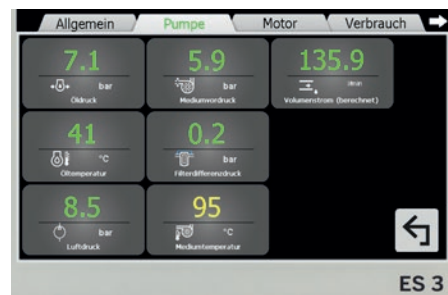 Allgemein Pumpe Motor Verbrauch
7.1 5.9 135.9
bar bar l/min
Öldruck Mediumvordruck Volumenstrom (berechnet)
41 0.2
°C bar
Öltemperatur Filterdifferenzdruck
8.5 95
bar °C
Luftdruck Mediumtemperatur
ES 3